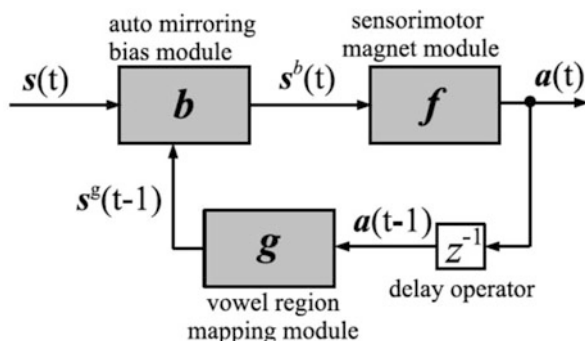 auto mirroring
bias module
sensorimotor
magnet module
s(t)
b
s^b(t)
f
a(t)
s^g(t-1)
g
a(t-1)
z^-1
delay operator
vowel region
mapping module